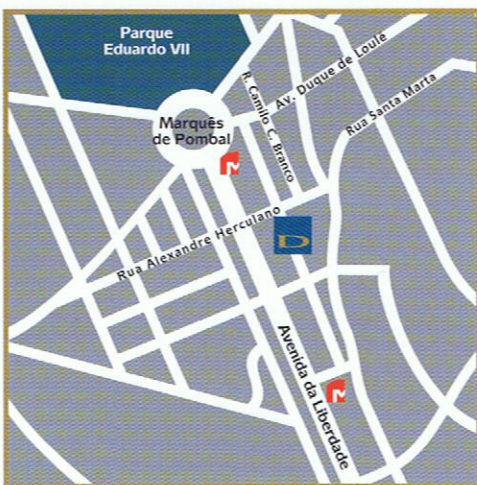 Parque
Eduardo VII
Marquês
de Pombal
R. Camilo C. Branco
Av. Duque de Loulé
Rua Santa Marta
Rua Alexandre Herculano
D
Avenida da Liberdade
M
M